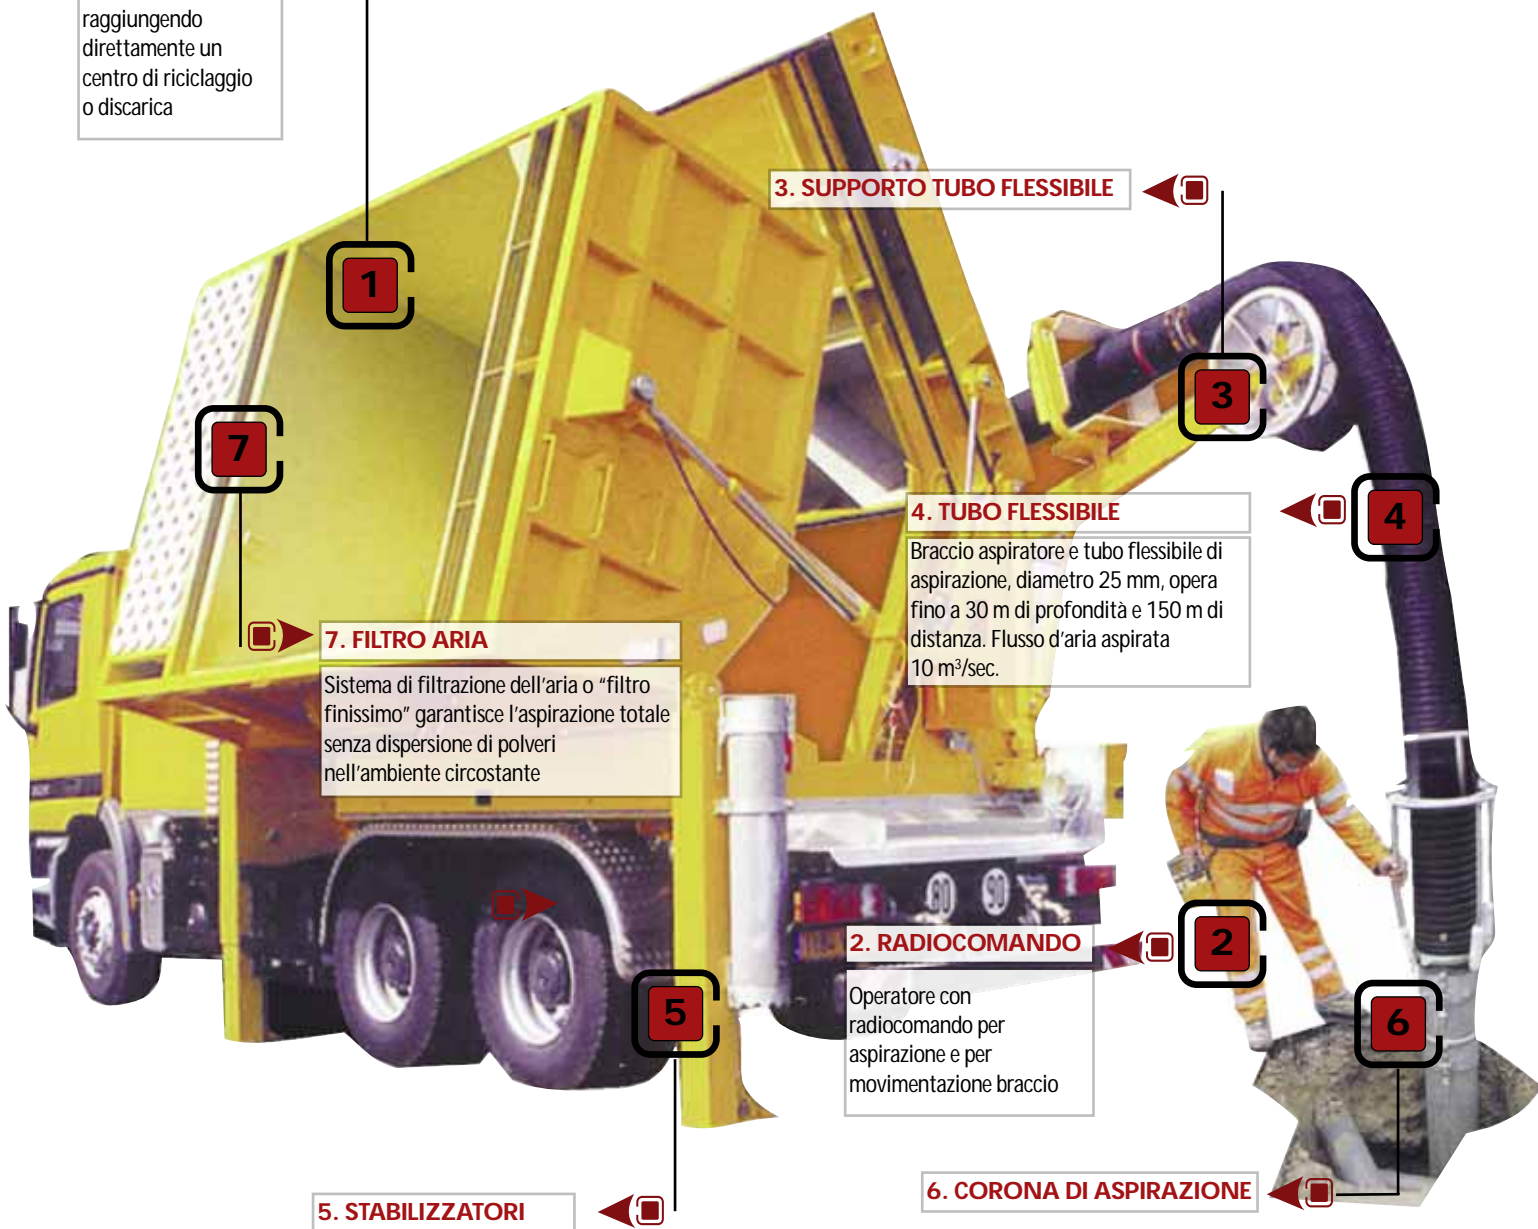 raggiungendo
direttamente un
centro di riciclaggio
o discarica
1
3. SUPPORTO TUBO FLESSIBILE
3
7
4. TUBO FLESSIBILE
4
Braccio aspiratore e tubo flessibile di
aspirazione, diametro 25 mm, opera
fino a 30 m di profondità e 150 m di
distanza. Flusso d'aria aspirata
10 m³/sec.
7. FILTRO ARIA
Sistema di filtrazione dell'aria o “filtro
finissimo” garantisce l'aspirazione totale
senza dispersione di polveri
nell'ambiente circostante
80 90
2. RADIOCOMANDO
2
Operatore con
radiocomando per
aspirazione e per
movimentazione braccio
5
6
5. STABILIZZATORI
6. CORONA DI ASPIRAZIONE